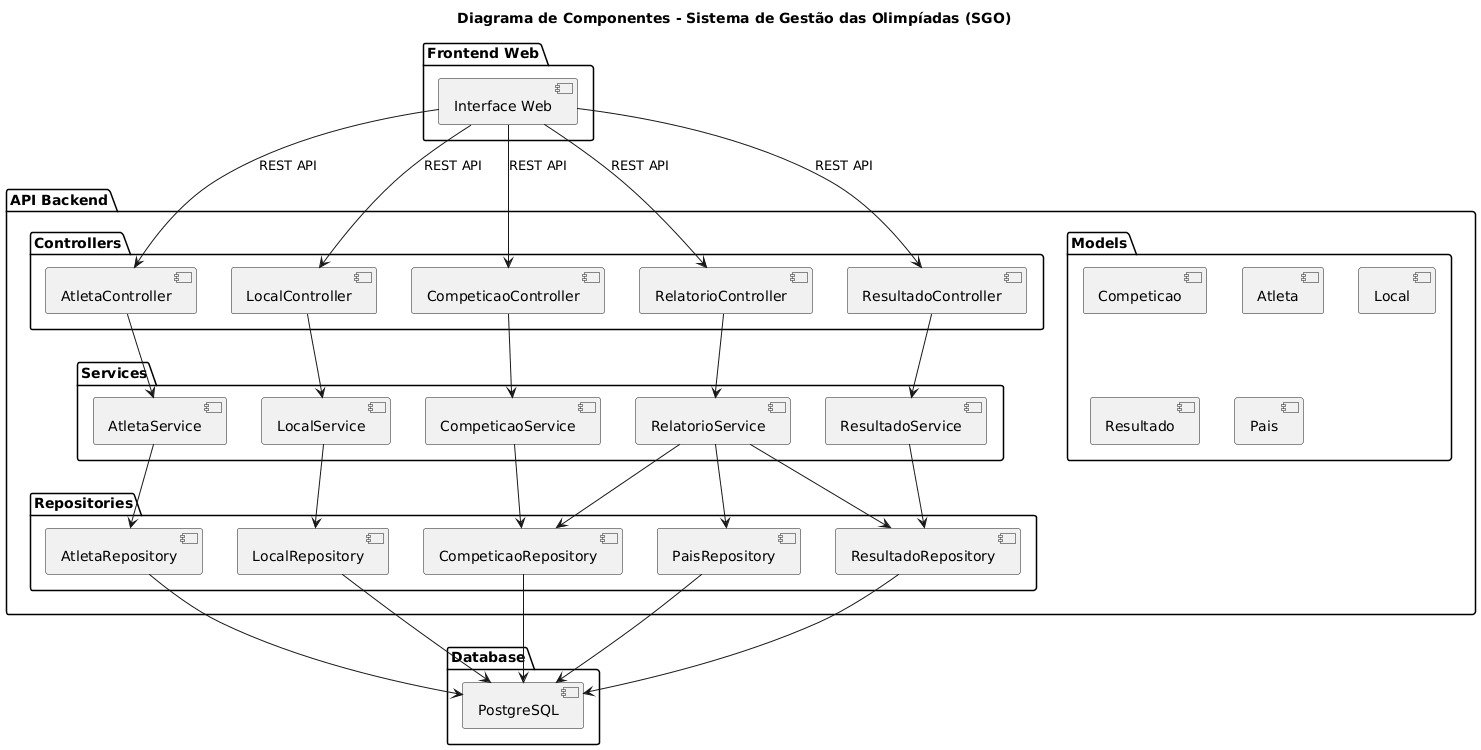 Diagrama de Componentes - Sistema de Gestão das Olimpíadas (SGO)
Frontend Web
Interface Web
REST API
REST API
REST API
REST API
REST API
API Backend
Controllers
AtletaController
LocalController
CompeticaoController
RelatorioController
ResultadoController
Models
Competicao
Atleta
Local
Resultado
Pais
Services
AtletaService
LocalService
CompeticaoService
RelatorioService
ResultadoService
Repositories
AtletaRepository
LocalRepository
CompeticaoRepository
PaisRepository
ResultadoRepository
Database
PostgreSQL